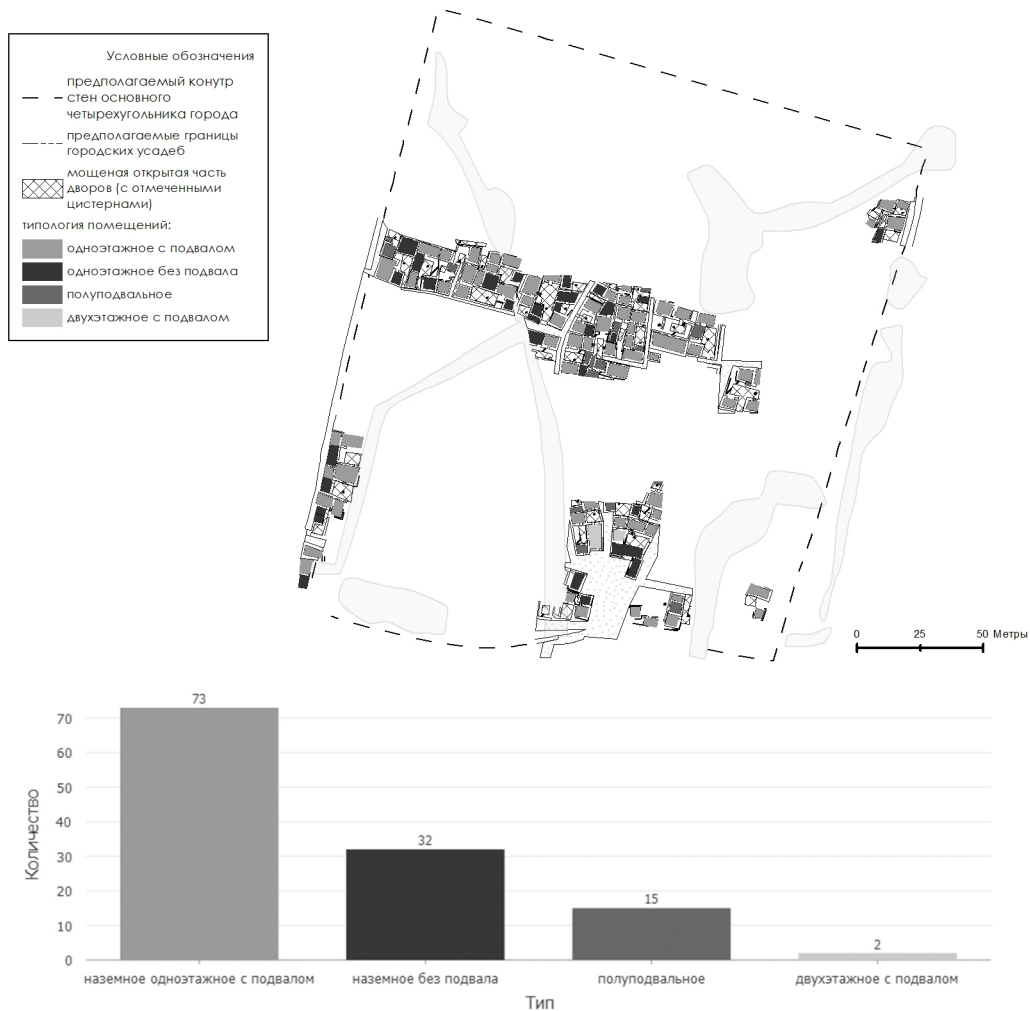 Условные обозначения
предполагаемый конутр
стен основного
четырехугольника города
предполагаемые границы
городских усадеб
мощеная открытая часть
дворов (с отмеченными
цистернами)
типология помещений:
одноэтажное с подвалом
одноэтажное без подвала
полуподвальное
двухэтажное с подвалом
0 25 50 Метры
73
70
60
50
40
32
30
20
15
10
2
0
Количество
наземное одноэтажное с подвалом
наземное без подвала
полуподвальное
двухэтажное с подвалом
Тип